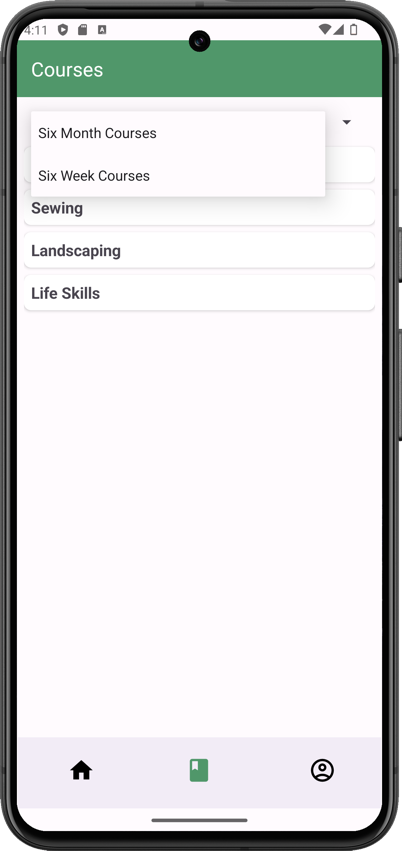 4:11
Courses
Six Month Courses
Six Week Courses
Sewing
Landscaping
Life Skills